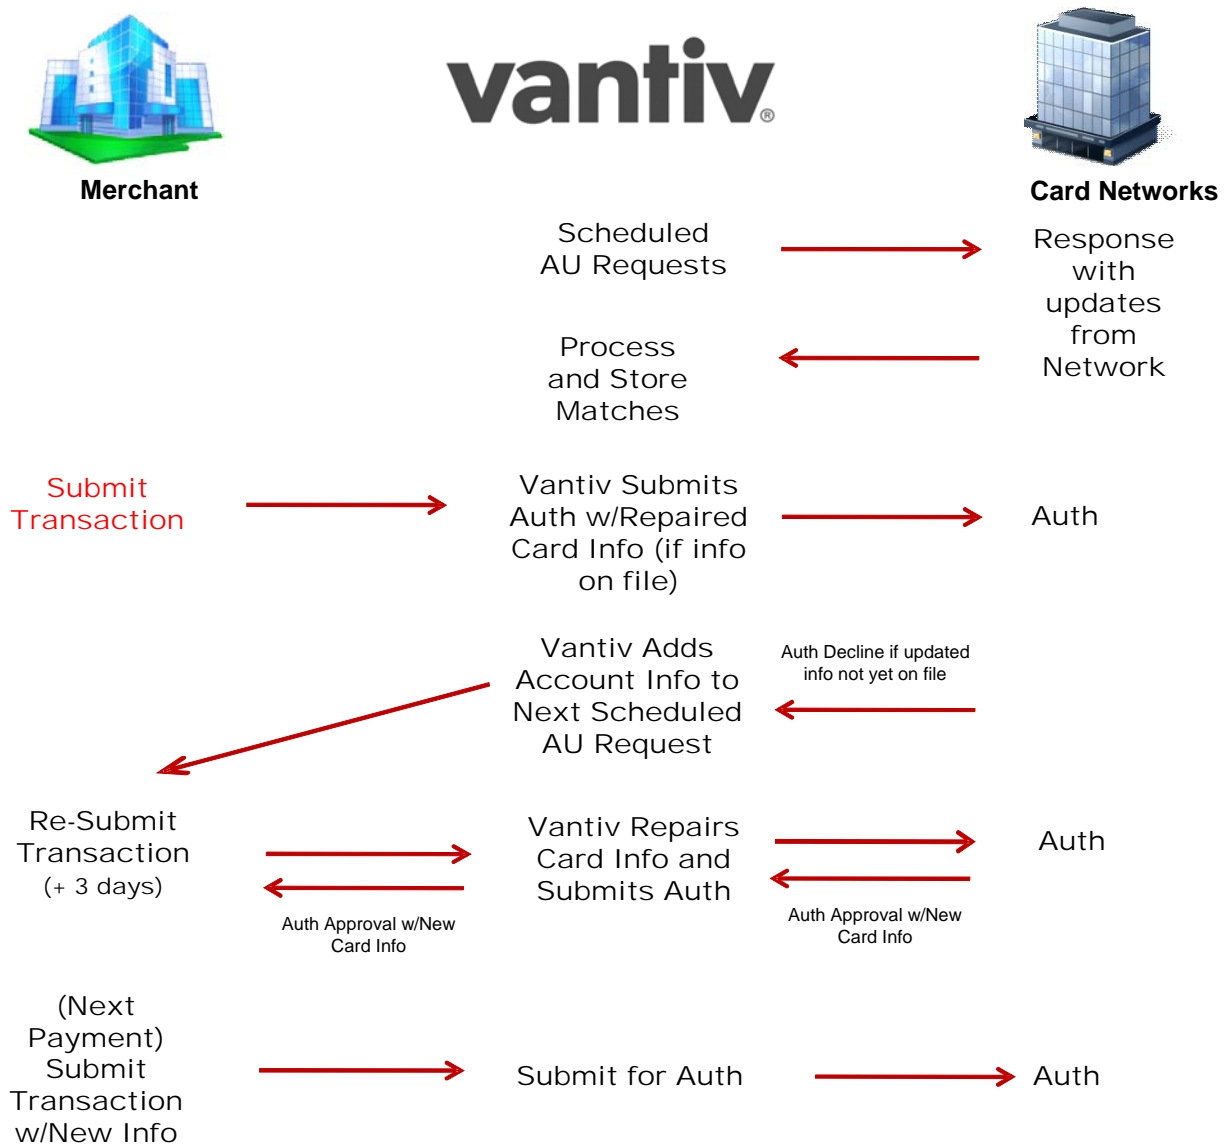 vantiv®
Merchant
Card Networks
Scheduled
AU Requests
Response
with
updates
from
Network
Process
and Store
Matches
Submit
Transaction
Vantiv Submits
Auth w/Repaired
Card Info (if info
on file)
Auth
Vantiv Adds
Account Info to
Next Scheduled
AU Request
Auth Decline if updated
info not yet on file
Re-Submit
Transaction
(+ 3 days)
Auth Approval w/New
Card Info
Vantiv Repairs
Card Info and
Submits Auth
Auth Approval w/New
Card Info
Auth
(Next
Payment)
Submit
Transaction
w/New Info
Submit for Auth
Auth